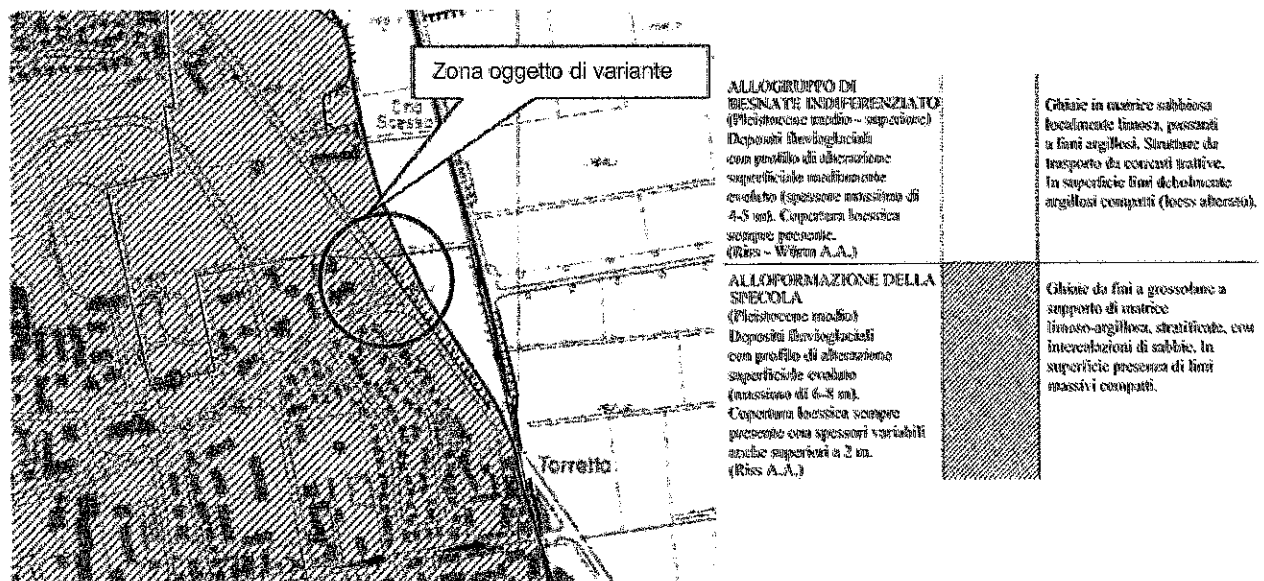 Zona oggetto di variante
Torretta
ALLOGRUPPO DI
BESNATE INDIFERENZIATO
(Pleistocene medio - superiore)
Depositi fluvioglaciali
con profilo di alterazione
superficiale mediamente
evoluto (spessore massimo di
4-5 m). Copertura loessica
sempre presente.
(Riss - Würm A.A.)
Ghiaie in matrice sabbiosa
localmente limosa, passanti
a limi argillosi. Strutture da
trasporto da correnti trattive.
In superficie limi debolmente
argillosi compatti (loess alterato).
ALLOFORMAZIONE DELLA
SPECOLA
(Pleistocene medio)
Depositi fluvioglaciali
con profilo di alterazione
superficiale evoluto
(massimo di 6-8 m).
Copertura loessica sempre
presente con spessori variabili
anche superiori a 2 m.
(Riss A.A.)
Ghiaie da fini a grossolane a
supporto di matrice
limoso-argillosa, stratificate, con
intercalazioni di sabbie. In
superficie presenza di limi
massivi compatti.